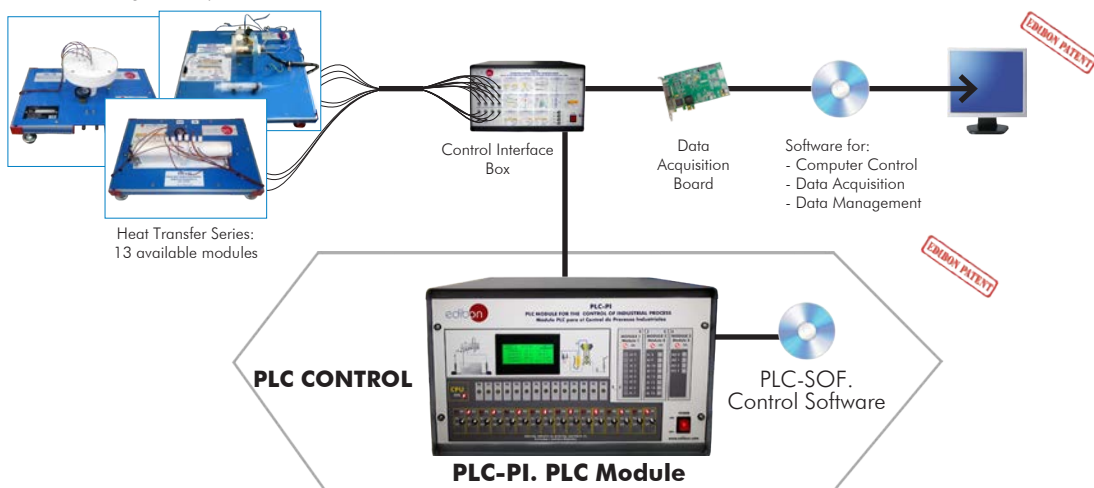 EDIBON PATENT
Control Interface
Box
Data
Acquisition
Board
Software for:
- Computer Control
- Data Acquisition
- Data Management
Heat Transfer Series:
13 available modules
EDIBON PATENT
edibon
PLC-PI
PLC MODULE FOR THE CONTROL OF INDUSTRIAL PROCESS
Módulo PLC para el Control de Procesos Industriales
CPU
PLC CONTROL
PLC-SOF.
Control Software
PLC-PI. PLC Module